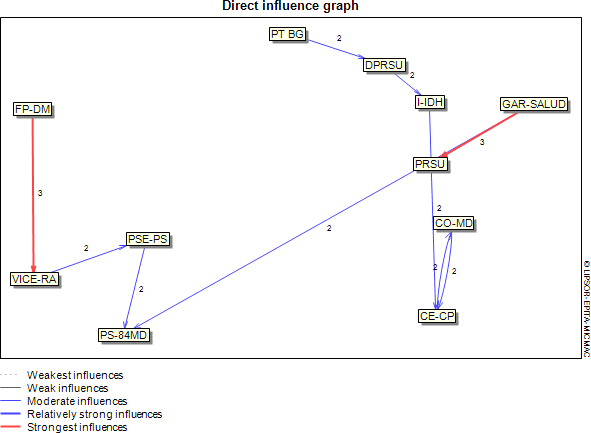 Direct influence graph
PT BG
2
DPRSU
2
I-IDH
GAR-SALUD
FP-DM
3
PRSU
3
2
CO-MD
2
PSE-PS
2
2
2
VICE-RA
2
CE-CP
PS-84MD
© LIPSOR-EPITA-MICMAC
Weakest influences
Weak influences
Moderate influences
Relatively strong influences
Strongest influences